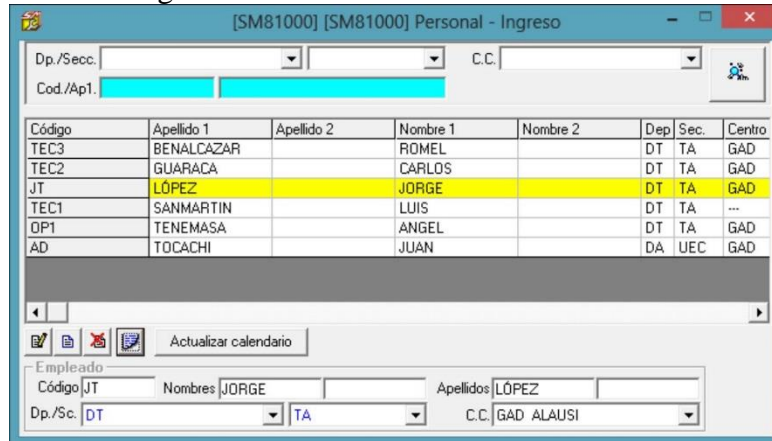 [SM81000] [SM81000] Personal - Ingreso
Dp./Secc. C.C.
Cod./Ap1.
Código Apellido 1 Apellido 2 Nombre 1 Nombre 2 Dep Sec. Centro
TEC3 BENALCAZAR ROMEL DT TA GAD
TEC2 GUARACA CARLOS DT TA GAD
JT LÓPEZ JORGE DT TA GAD
TEC1 SANMARTIN LUIS DT TA ---
OP1 TENEMASA ANGEL DT TA GAD
AD TOCACHI JUAN DA UEC GAD
Actualizar calendario
Empleado
Código JT Nombres JORGE Apellidos LÓPEZ
Dp./Sc. DT TA C.C. GAD ALAUSI